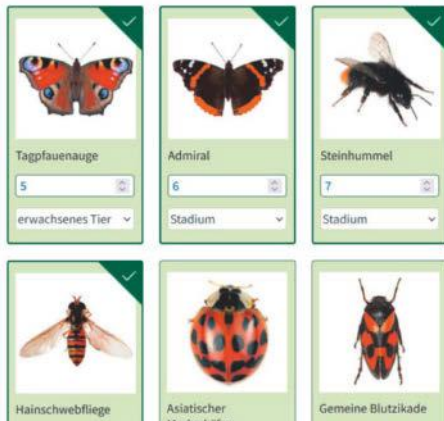 Tagpfauenauge
Admiral
Steinhummel
5
6
7
erwachsenes Tier
Stadium
Stadium
Hainschwebfliege
Asiatischer
Gemeine Blutzikade